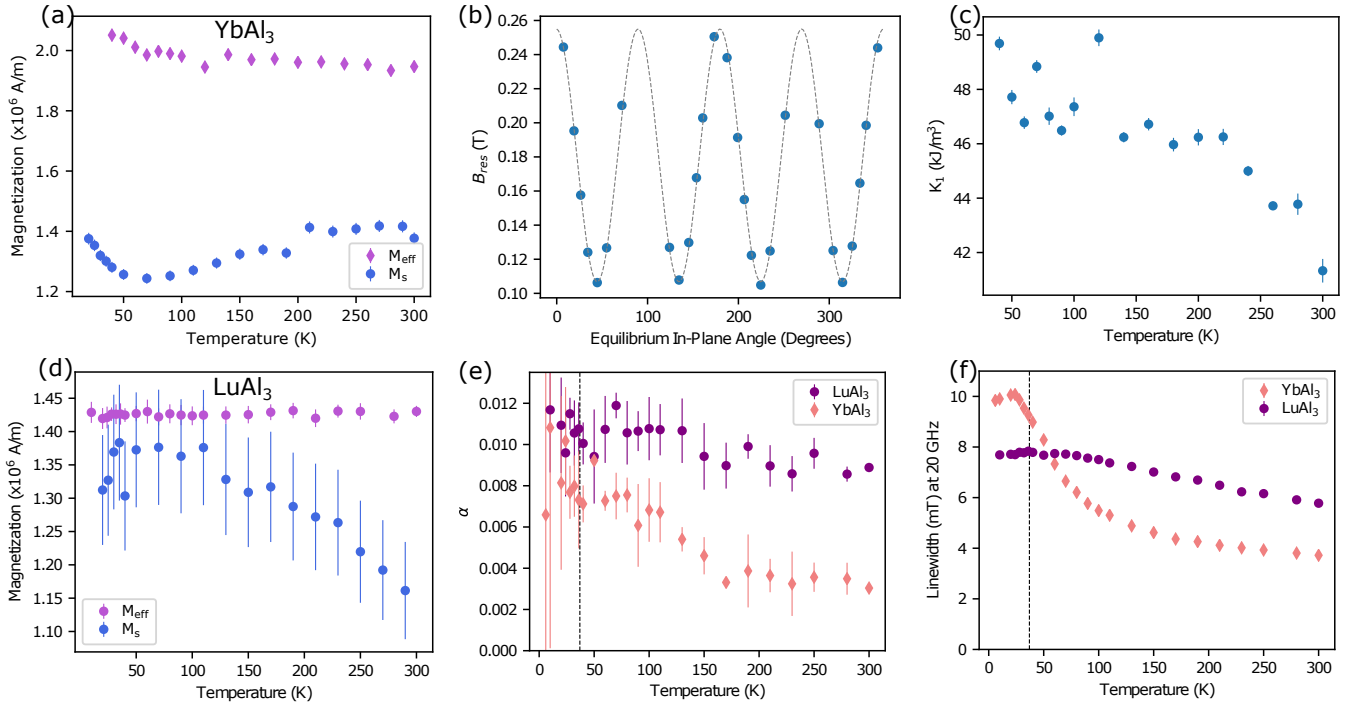 (a)
YbAl3
Magnetization (x10^6 A/m)
2.0
1.8
1.6
1.4
1.2
M_eff
M_s
50
100
150
200
250
300
Temperature (K)
(b)
B_res (T)
0.26
0.24
0.22
0.20
0.18
0.16
0.14
0.12
0.10
0
100
200
300
Equilibrium In-Plane Angle (Degrees)
(c)
K_1 (kJ/m^3)
50
48
46
44
42
50
100
150
200
250
300
Temperature (K)
(d)
LuAl3
Magnetization (x10^6 A/m)
1.45
1.40
1.35
1.30
1.25
1.20
1.15
1.10
M_eff
M_s
0
50
100
150
200
250
300
Temperature (K)
(e)
α
0.012
0.010
0.008
0.006
0.004
0.002
0.000
LuAl3
YbAl3
0
50
100
150
200
250
300
Temperature (K)
(f)
Linewidth (mT) at 20 GHz
10
8
6
4
2
0
YbAl3
LuAl3
0
50
100
150
200
250
300
Temperature (K)